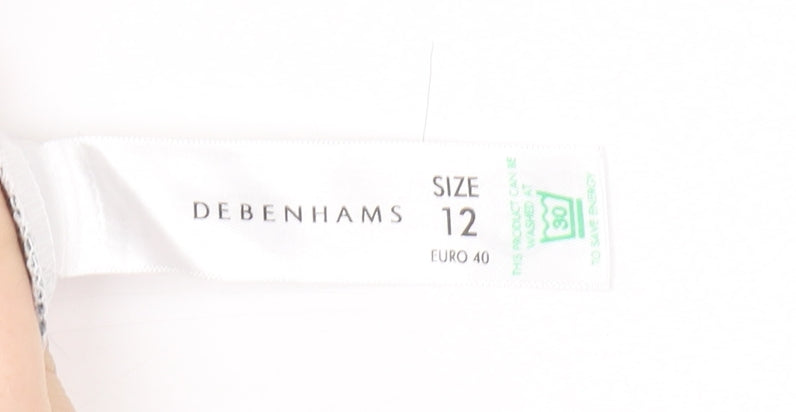 DEBENHAMS
SIZE
12
EURO 40
THIS PRODUCT CAN BE
WASHED AT
30
TO SAVE ENERGY